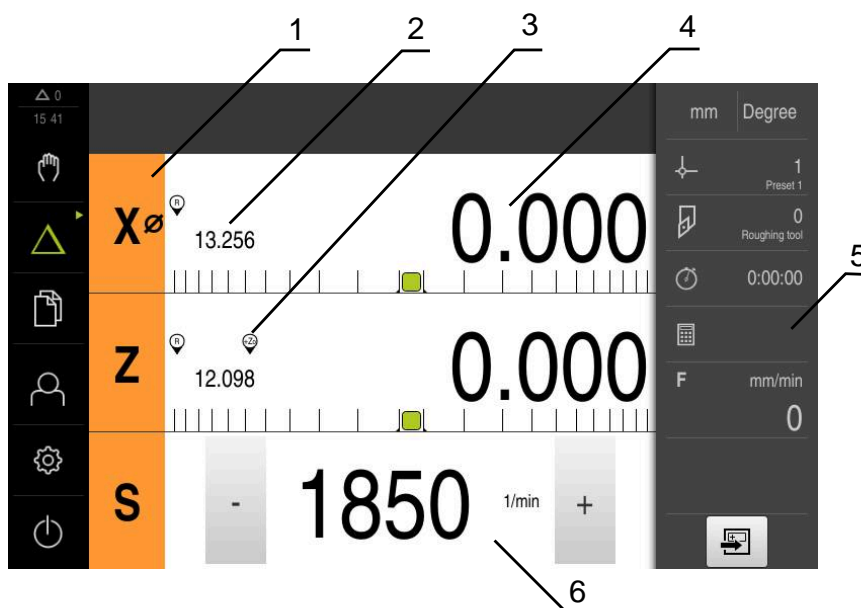 1 2 3 4
0
15 41
mm Degree
1
Preset 1
X⌀ R 13.256 0.000
0
Roughing tool
0:00:00
5
Z R +Zo 12.098 0.000
F mm/min
0
S - 1850 1/min +
6